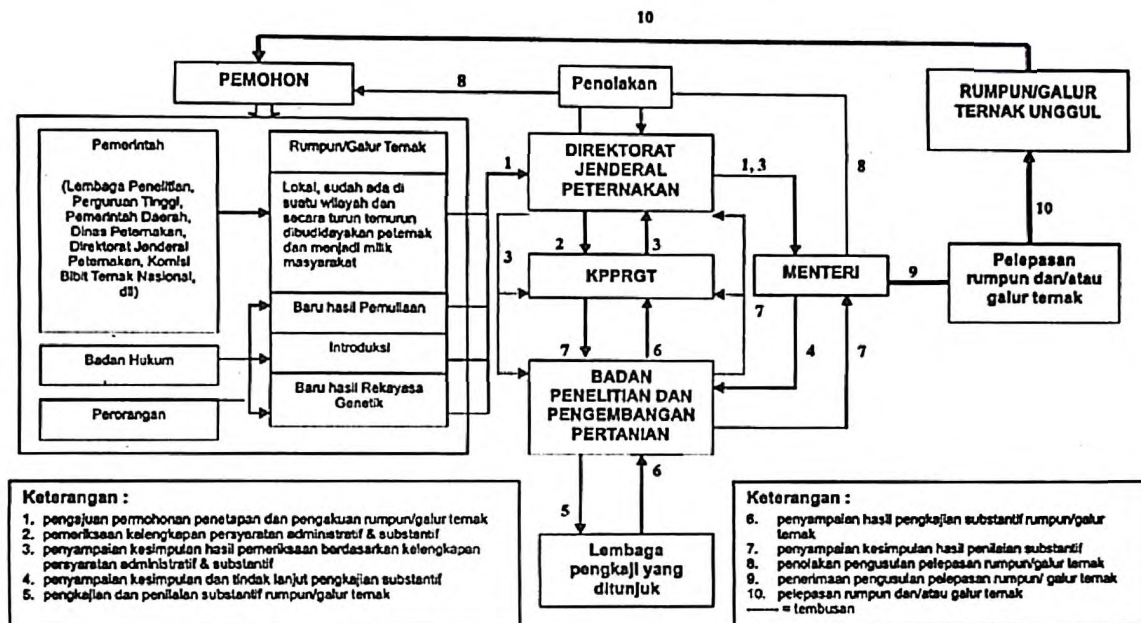 10
PEMOHON
8
Penolakan
RUMPUN/GALUR
TERNAK UNGGUL
Pemerintah
(Lembaga Penelitian,
Perguruan Tinggi,
Pemerintah Daerah,
Dinas Peternakan,
Direktorat Jenderal
Peternakan, Komisi
Bibit Ternak Nasional,
dll)
Badan Hukum
Perorangan
Rumpun/Galur Ternak
Lokal, sudah ada di
suatu wilayah dan
secara turun temurun
dibudidayakan peternak
dan menjadi milik
masyarakat
Baru hasil Pemuliaan
Introduksi
Baru hasil Rekayasa
Genetik
1
DIREKTORAT
JENDERAL
PETERNAKAN
1, 3
8
3
2
3
KPPRGT
MENTERI
9
10
Pelepasan
rumpun dan/atau
galur ternak
7
7
6
4
7
BADAN
PENELITIAN DAN
PENGEMBANGAN
PERTANIAN
5
6
Lembaga
pengkaji yang
ditunjuk
Keterangan :
1. pengajuan permohonan penetapan dan pengakuan rumpun/galur ternak
2. pemeriksaan kelengkapan persyaratan administratif & substantif
3. penyampaian kesimpulan hasil pemeriksaan berdasarkan kelengkapan
persyaratan administratif & substantif
4. penyampaian kesimpulan dan tindak lanjut pengkajian substantif
5. pengkajian dan penilaian substantif rumpun/galur ternak
Keterangan :
6. penyampaian hasil pengkajian substantif rumpun/galur
ternak
7. penyampaian kesimpulan hasil penilaian substantif
8. penolakan pengusulan pelepasan rumpun/galur ternak
9. penerimaan pengusulan pelepasan rumpun/ galur ternak
10. pelepasan rumpun dan/atau galur ternak
—— = tembusan